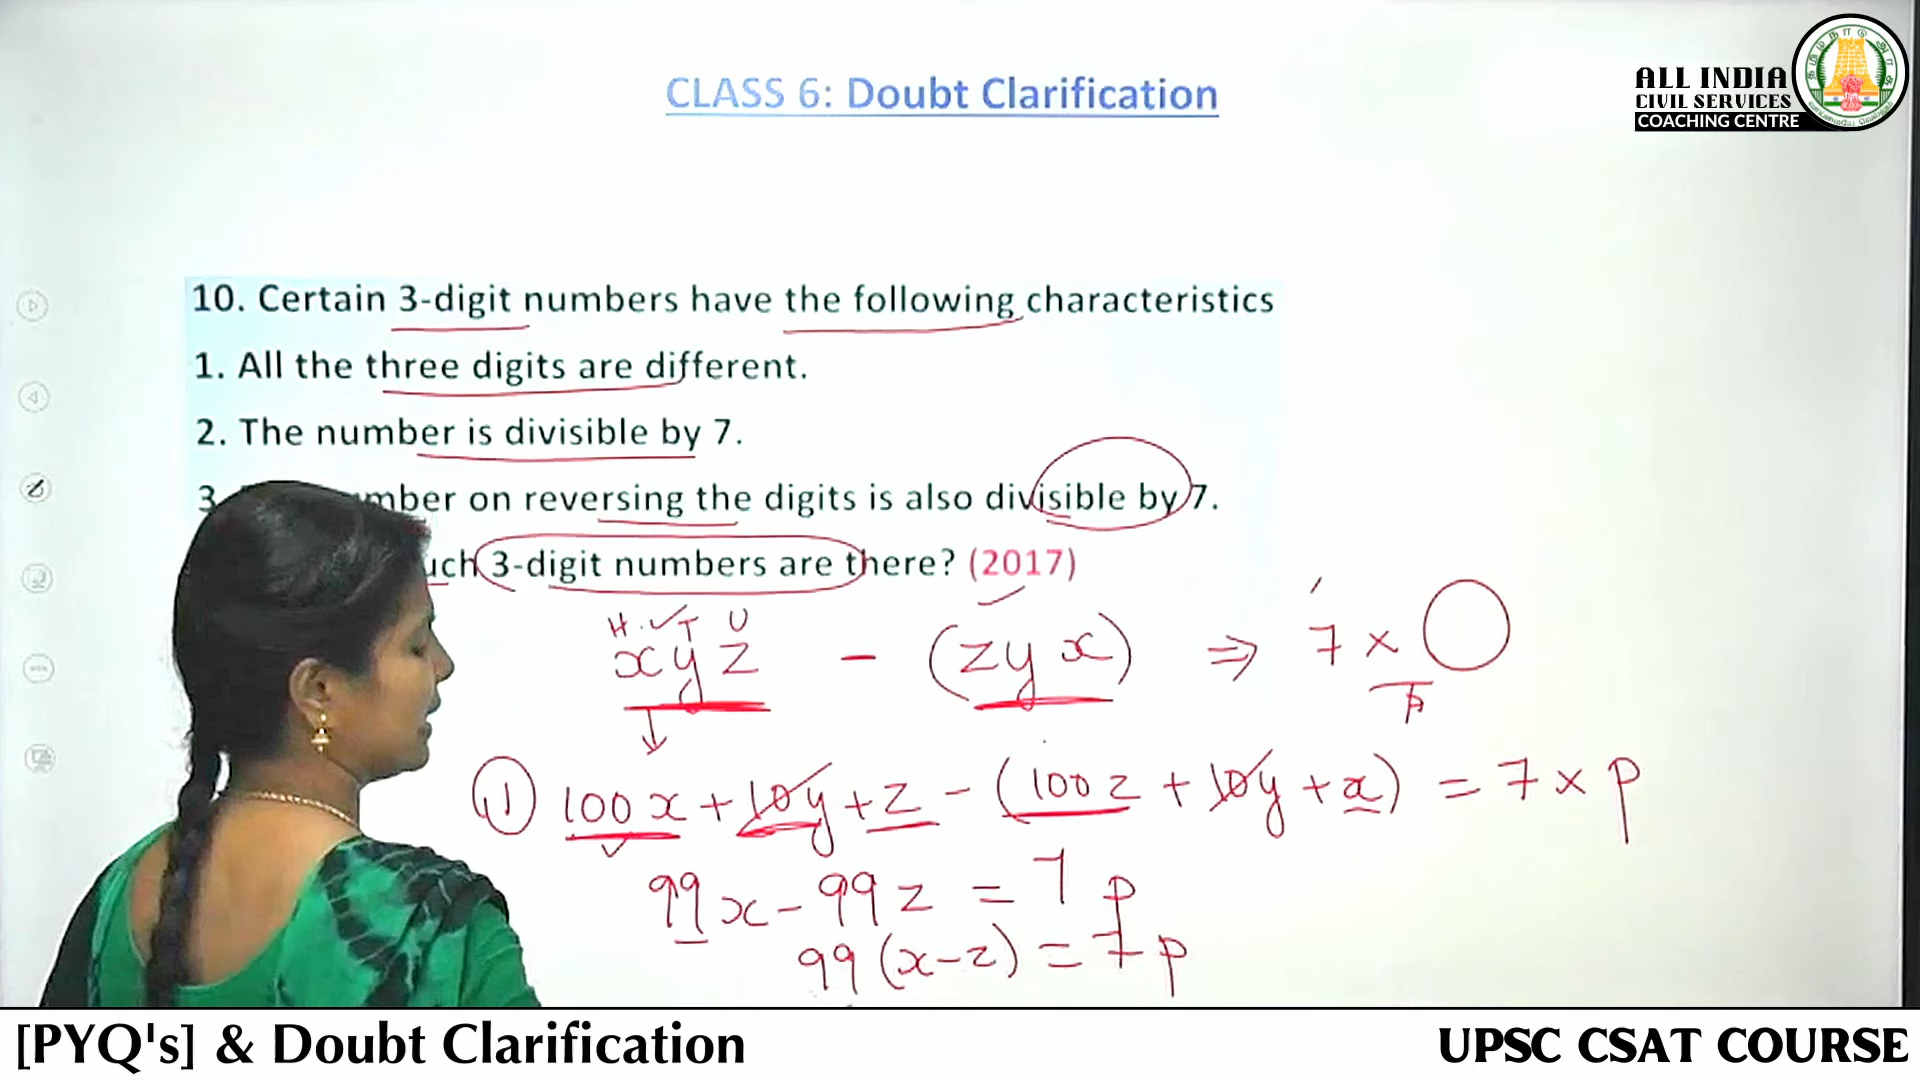 CLASS 6: Doubt Clarification
ALL INDIA
CIVIL SERVICES
COACHING CENTRE
10. Certain 3-digit numbers have the following characteristics
1. All the three digits are different.
2. The number is divisible by 7.
3 mber on reversing the digits is also divisible by 7.
uch 3-digit numbers are there? (2017)
H T U
xyz - (zyx) ⇒ 7 ×
① 100x + 10y + z - (100z + 10y + x) = 7 × p
99x - 99z = 7p
99(x-z) = 7p
[PYQ's] & Doubt Clarification
UPSC CSAT COURSE